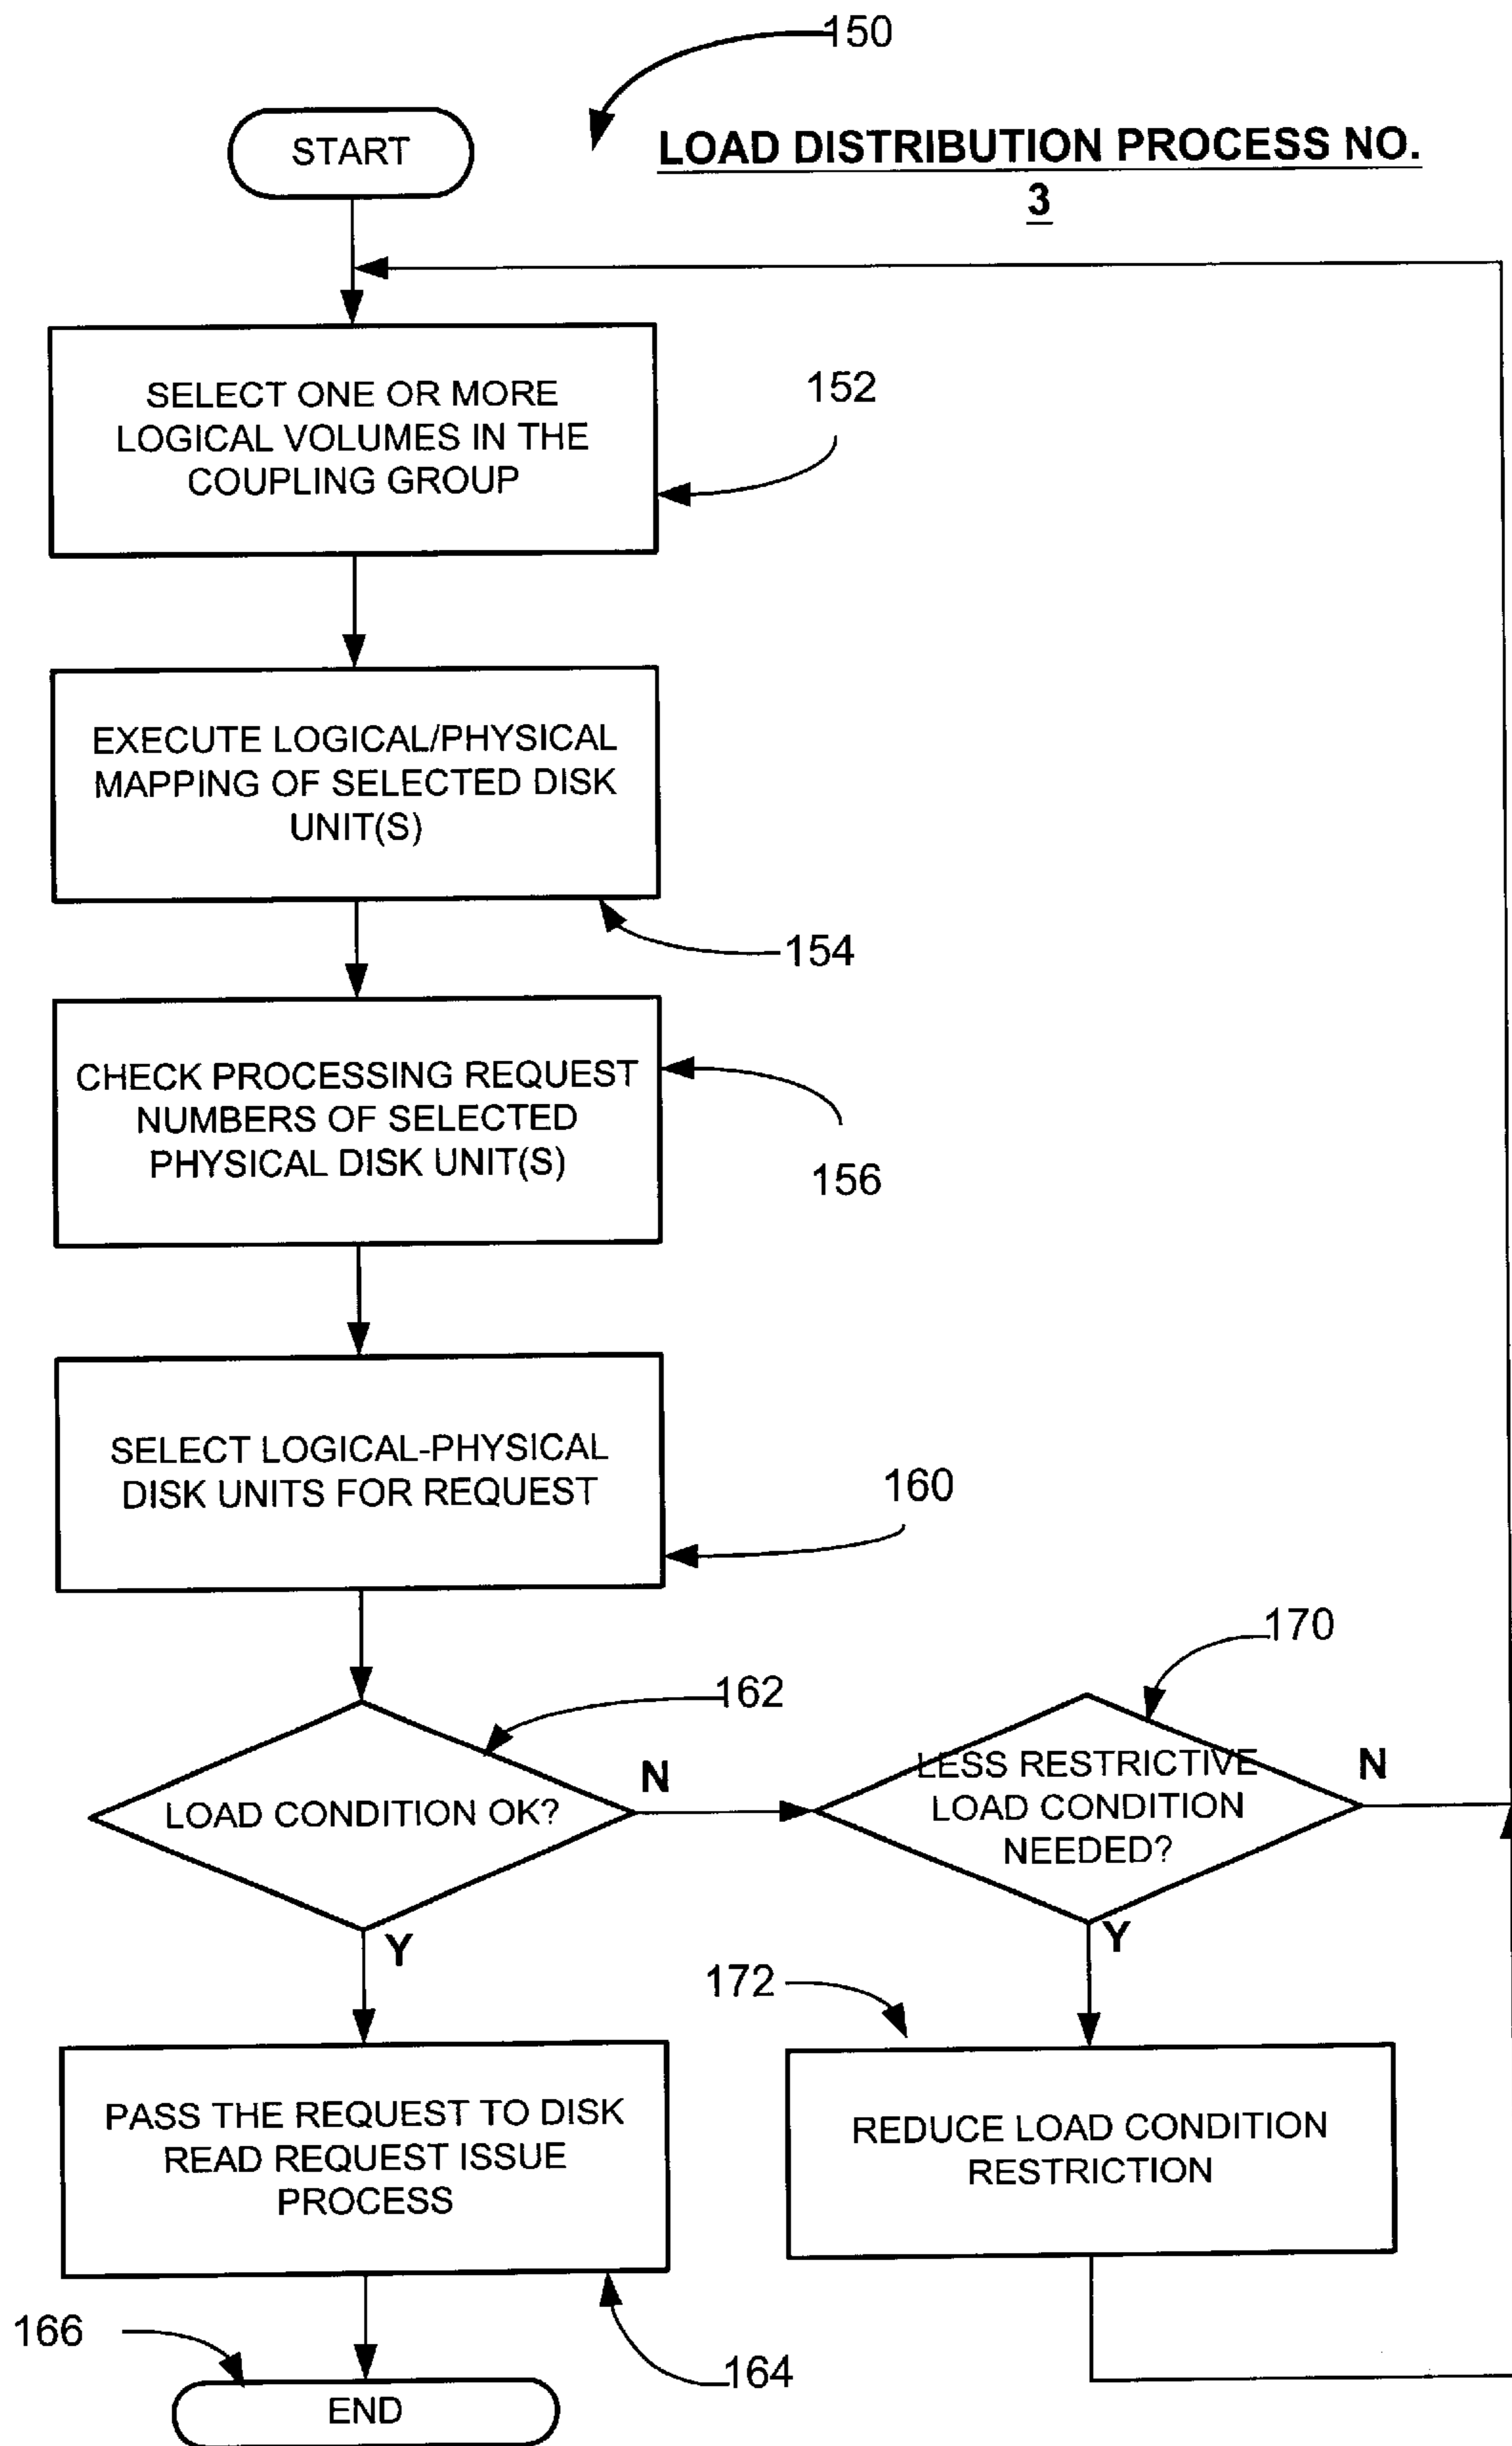 150
START
LOAD DISTRIBUTION PROCESS NO.
3
SELECT ONE OR MORE
LOGICAL VOLUMES IN THE
COUPLING GROUP
152
EXECUTE LOGICAL/PHYSICAL
MAPPING OF SELECTED DISK
UNIT(S)
154
CHECK PROCESSING REQUEST
NUMBERS OF SELECTED
PHYSICAL DISK UNIT(S)
156
SELECT LOGICAL-PHYSICAL
DISK UNITS FOR REQUEST
160
162
LOAD CONDITION OK?
N
Y
170
LESS RESTRICTIVE
LOAD CONDITION
NEEDED?
N
Y
172
REDUCE LOAD CONDITION
RESTRICTION
PASS THE REQUEST TO DISK
READ REQUEST ISSUE
PROCESS
164
166
END